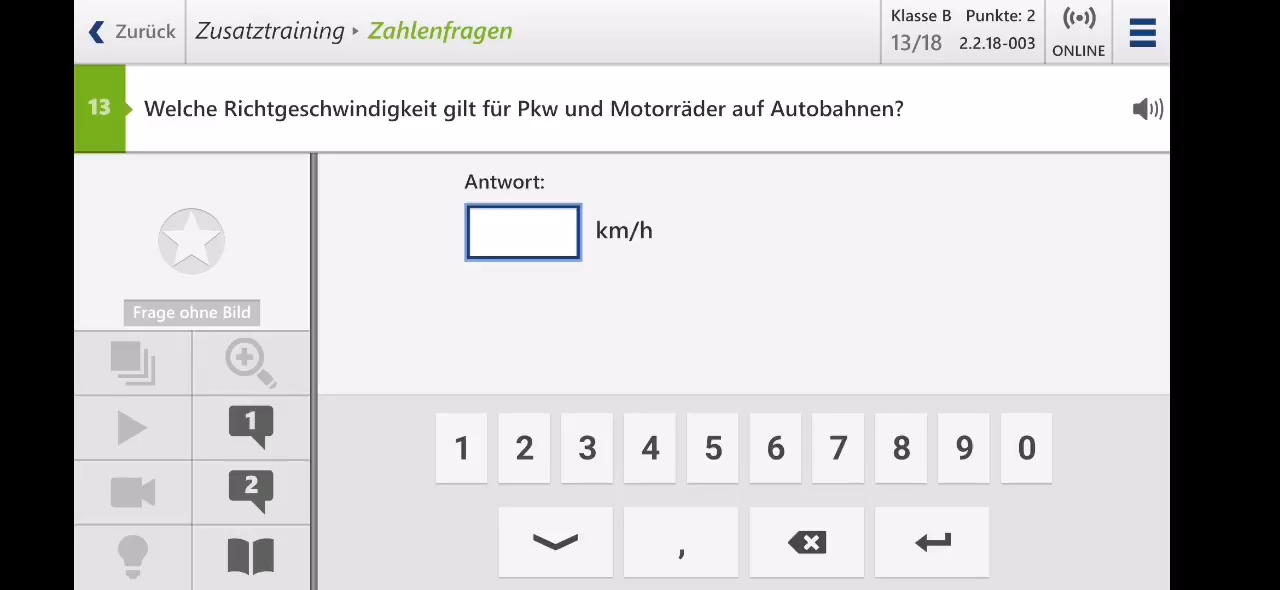 Zurück
Zusatztraining ▸ Zahlenfragen
Klasse B Punkte: 2
13/18 2.2.18-003
ONLINE
13
Welche Richtgeschwindigkeit gilt für Pkw und Motorräder auf Autobahnen?
Antwort:
km/h
Frage ohne Bild
1
2
1 2 3 4 5 6 7 8 9 0
,